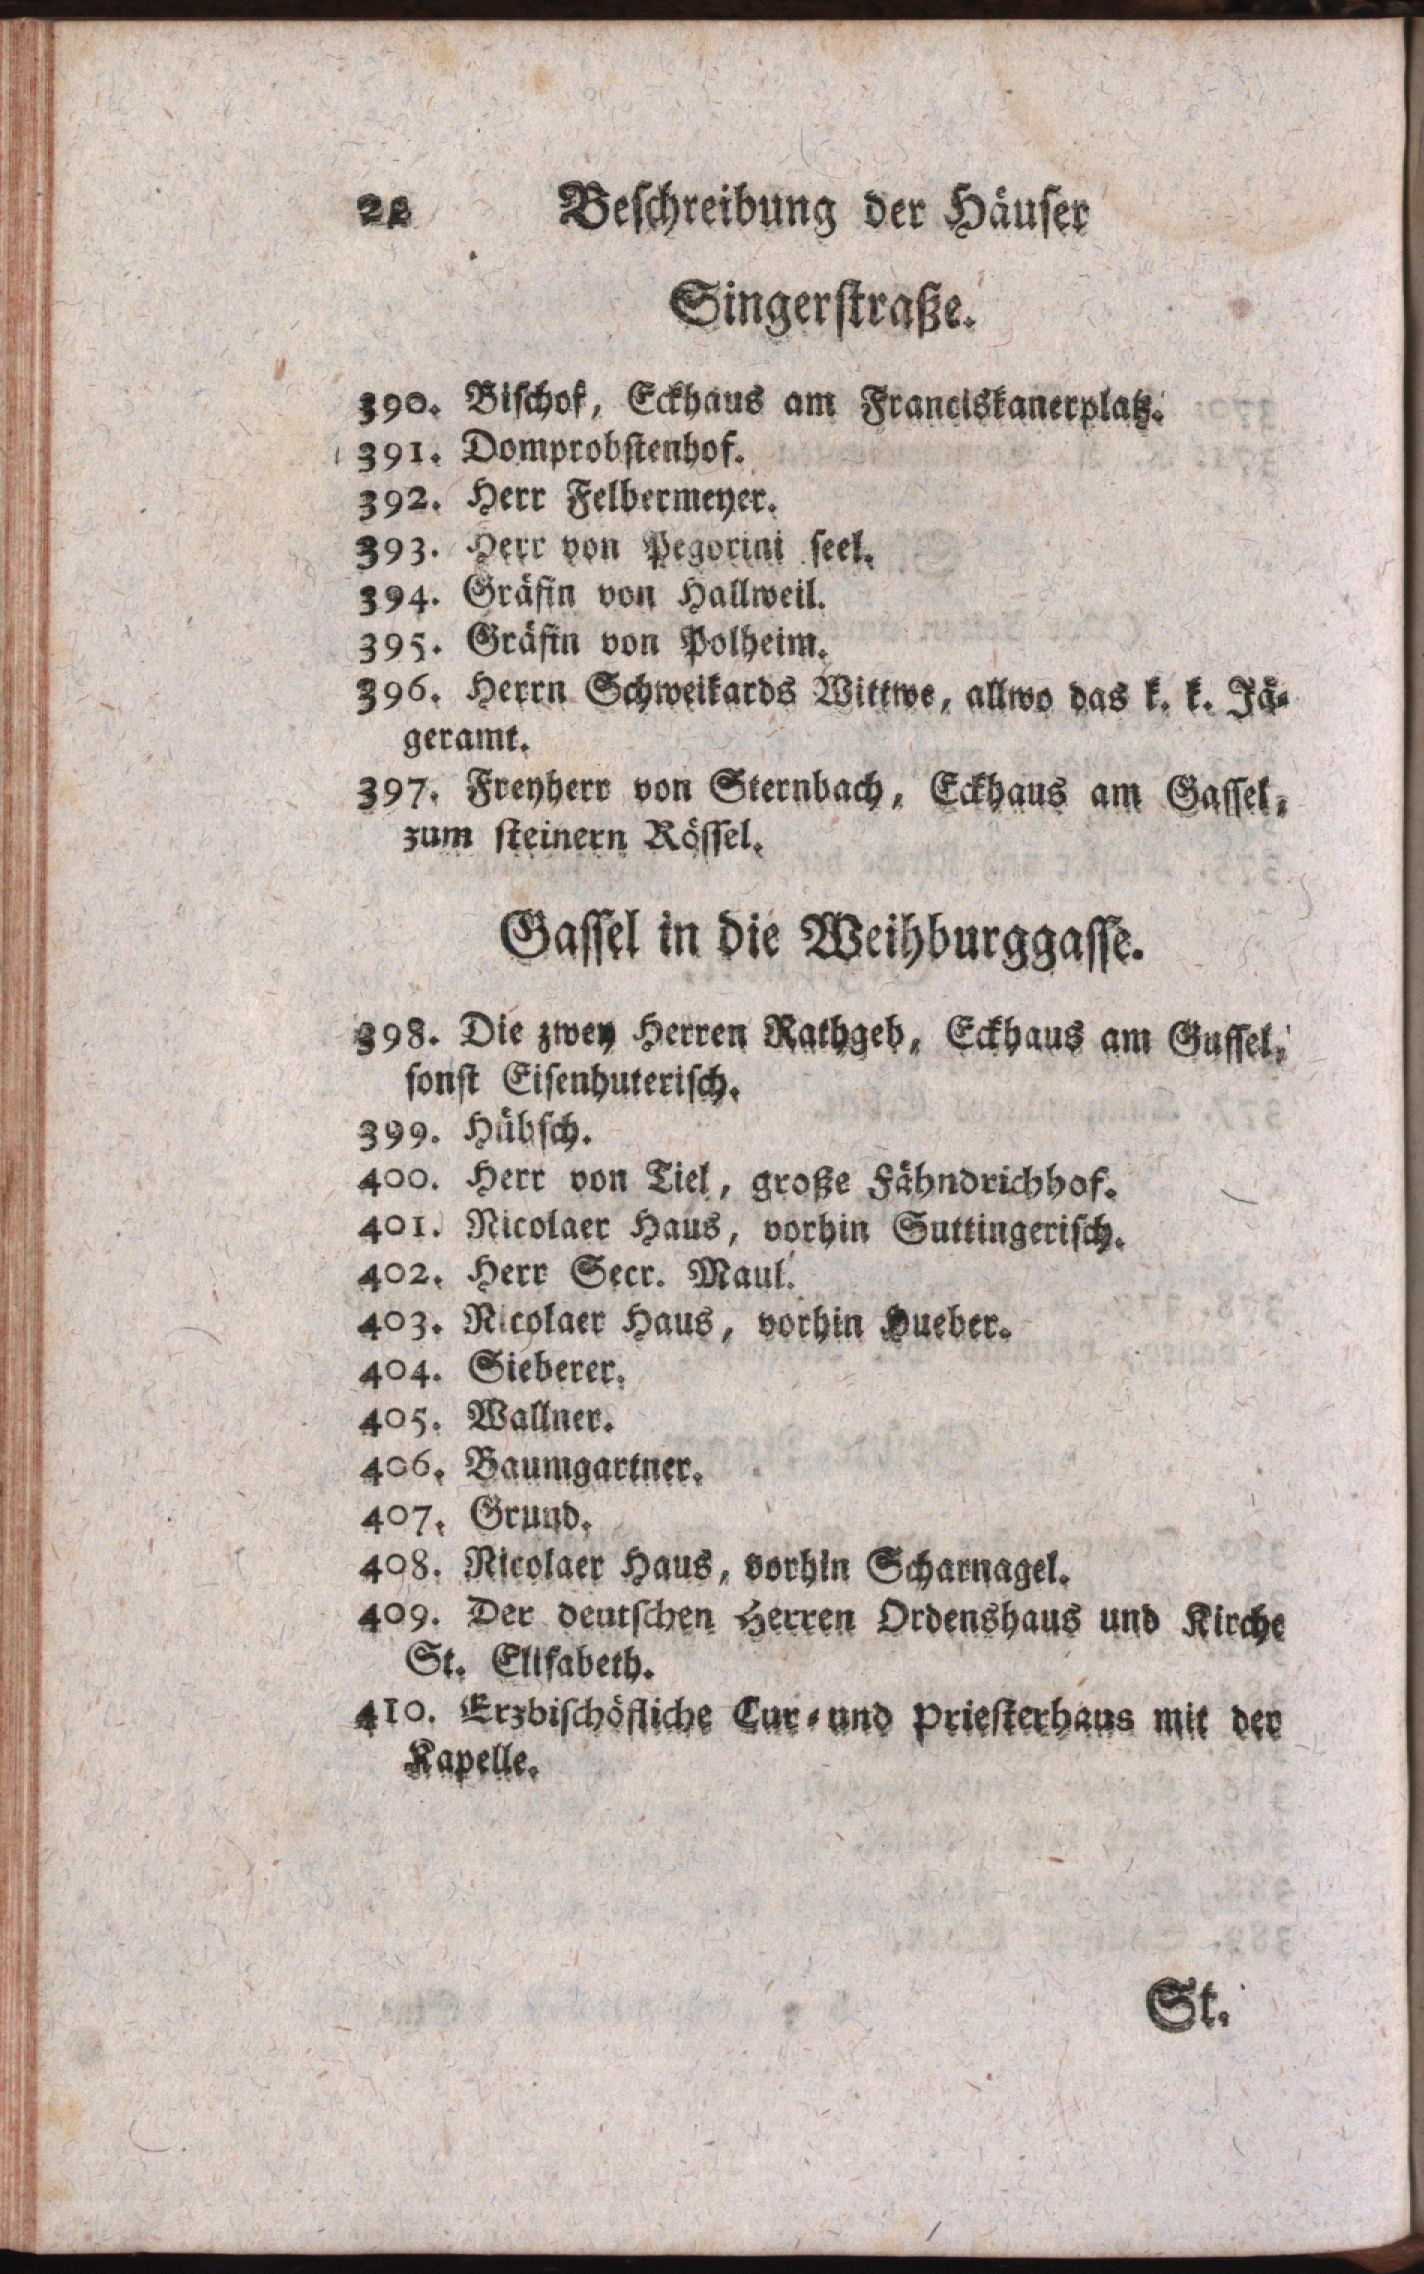 22 Beschreibung der Häuser
Singerstraße.
390. Bischof, Eckhaus am Franciskanerplatz.
391. Domprobstenhof.
392. Herr Felbermeyer.
393. Herr von Pegorini seel.
394. Gräfin von Hallweil.
395. Gräfin von Polheim.
396. Herrn Schweikards Wittwe, allwo das k. k. Jä-
geramt.
397. Freyherr von Sternbach, Eckhaus am Gassel,
zum steinern Rössel.
Gassel in die Weihburggasse.
398. Die zwey Herren Rathgeb, Eckhaus am Gussel,
sonst Eisenhuterisch.
399. Hübsch.
400. Herr von Tiel, große Fähndrichhof.
401. Nicolaer Haus, vorhin Suttingerisch.
402. Herr Secr. Maul.
403. Nicolaer Haus, vorhin Hueber.
404. Sieberer.
405. Wallner.
406. Baumgartner.
407. Grund.
408. Nicolaer Haus, vorhin Scharnagel.
409. Der deutschen Herren Ordenshaus und Kirche
St. Elisabeth.
410. Erzbischöfliche Cur- und Priesterhaus mit der
Kapelle.
St.